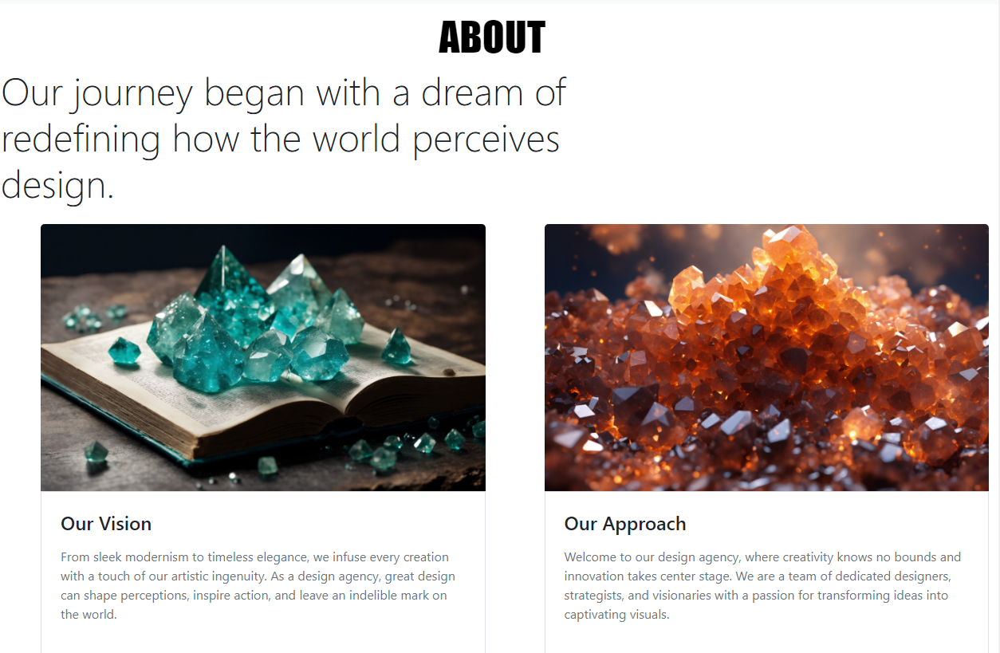 ABOUT
Our journey began with a dream of
redefining how the world perceives
design.
Our Vision
From sleek modernism to timeless elegance, we infuse every creation
with a touch of our artistic ingenuity. As a design agency, great design
can shape perceptions, inspire action, and leave an indelible mark on
the world.
Our Approach
Welcome to our design agency, where creativity knows no bounds and
innovation takes center stage. We are a team of dedicated designers,
strategists, and visionaries with a passion for transforming ideas into
captivating visuals.